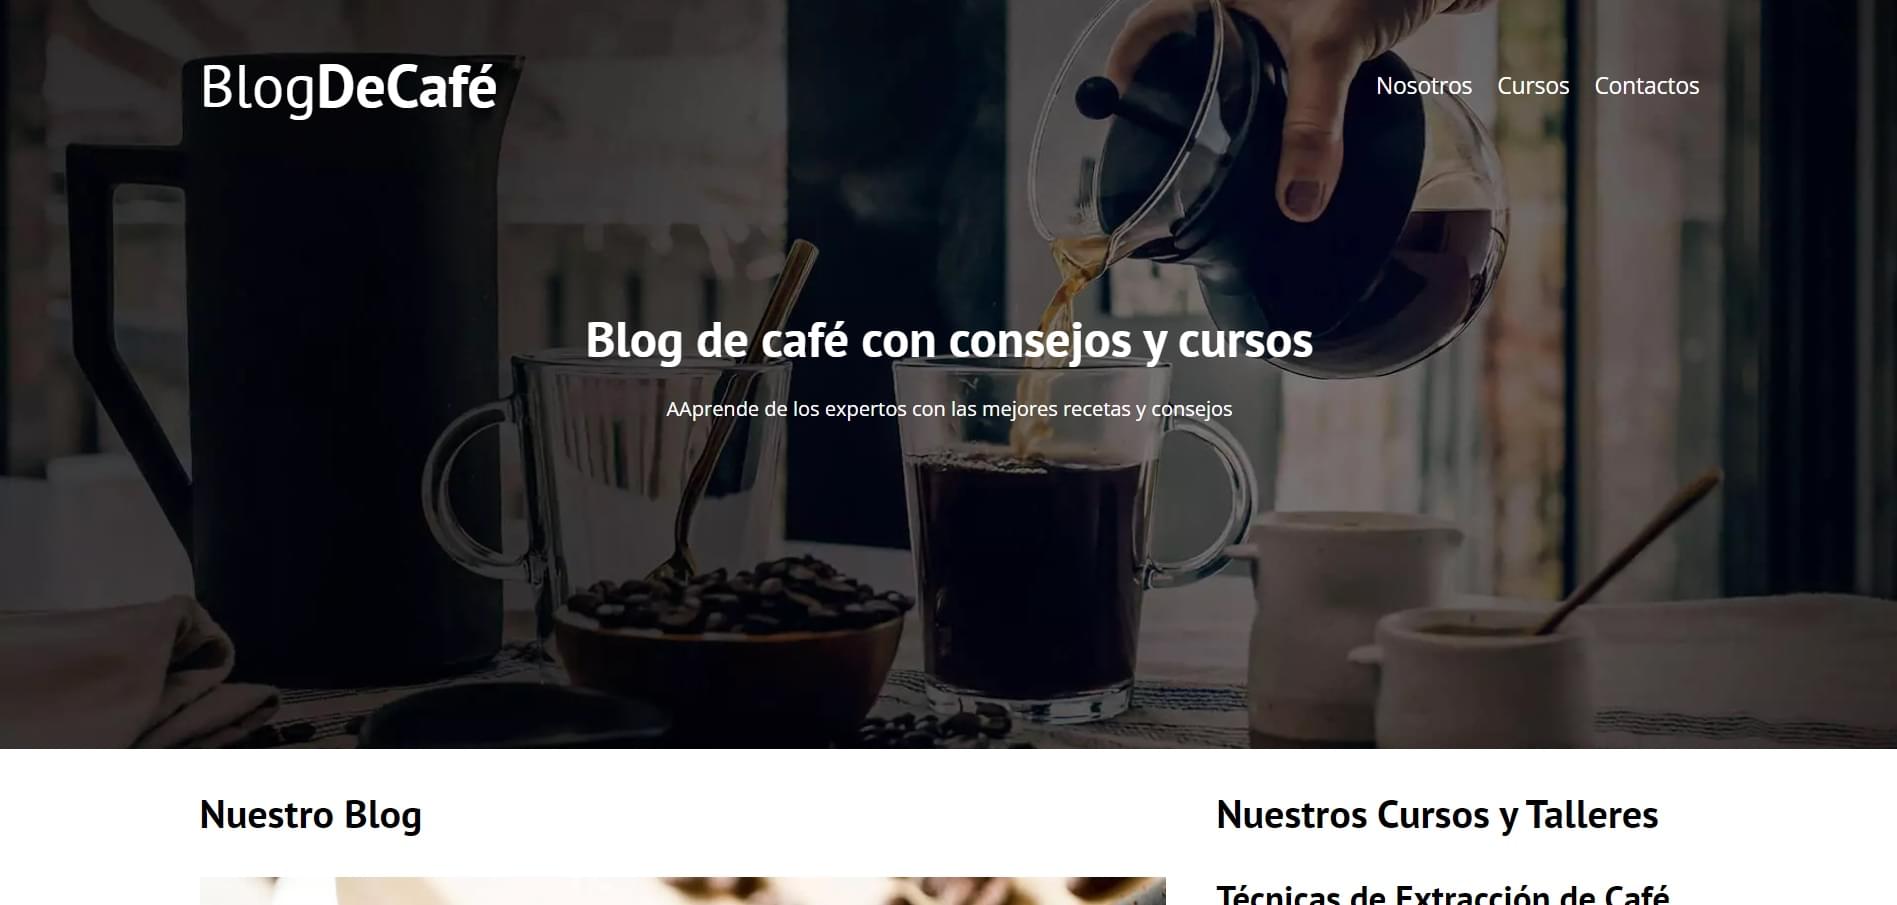 BlogDeCafé
Nosotros Cursos Contactos
Blog de café con consejos y cursos
AAprende de los expertos con las mejores recetas y consejos
Nuestro Blog
Nuestros Cursos y Talleres
Técnicas de Extracción de Café